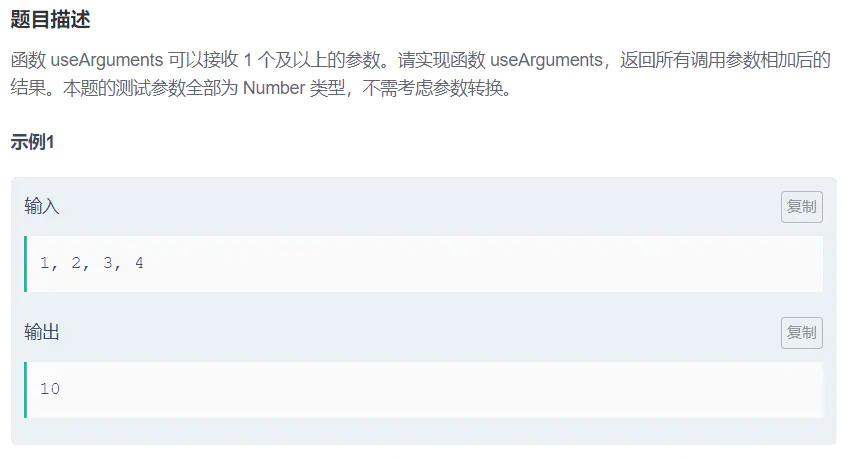 题目描述
函数 useArguments 可以接收 1 个及以上的参数。请实现函数 useArguments，返回所有调用参数相加后的
结果。本题的测试参数全部为 Number 类型，不需考虑参数转换。
示例1
输入
复制
1, 2, 3, 4
输出
复制
10